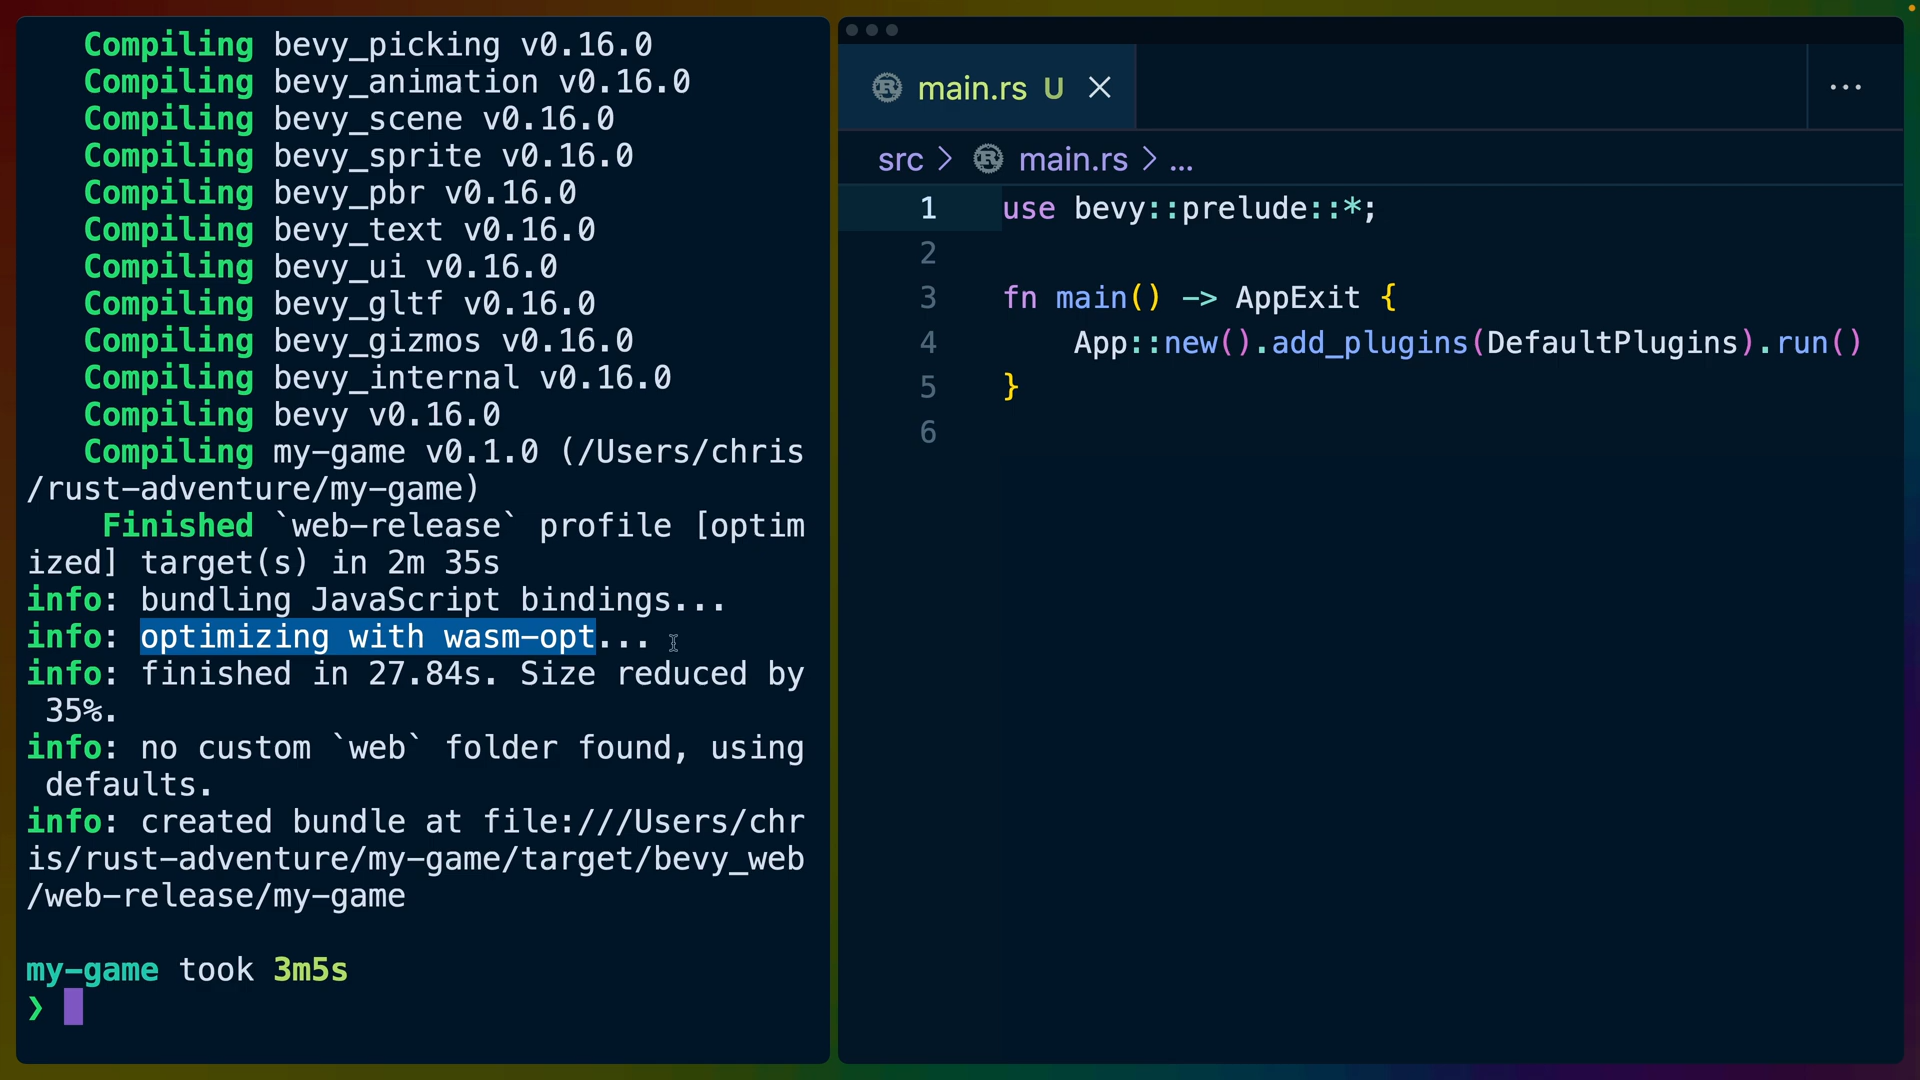 Compiling bevy_picking v0.16.0
Compiling bevy_animation v0.16.0
Compiling bevy_scene v0.16.0
Compiling bevy_sprite v0.16.0
Compiling bevy_pbr v0.16.0
Compiling bevy_text v0.16.0
Compiling bevy_ui v0.16.0
Compiling bevy_gltf v0.16.0
Compiling bevy_gizmos v0.16.0
Compiling bevy_internal v0.16.0
Compiling bevy v0.16.0
Compiling my-game v0.1.0 (/Users/chris
/rust-adventure/my-game)
Finished `web-release` profile [optim
ized] target(s) in 2m 35s
info: bundling JavaScript bindings...
info: optimizing with wasm-opt...
info: finished in 27.84s. Size reduced by
35%.
info: no custom `web` folder found, using
defaults.
info: created bundle at file:///Users/chr
is/rust-adventure/my-game/target/bevy_web
/web-release/my-game
my-game took 3m5s
❯
main.rs U
src > main.rs > ...
1 use bevy::prelude::*;
2
3 fn main() -> AppExit {
4 App::new().add_plugins(DefaultPlugins).run()
5 }
6